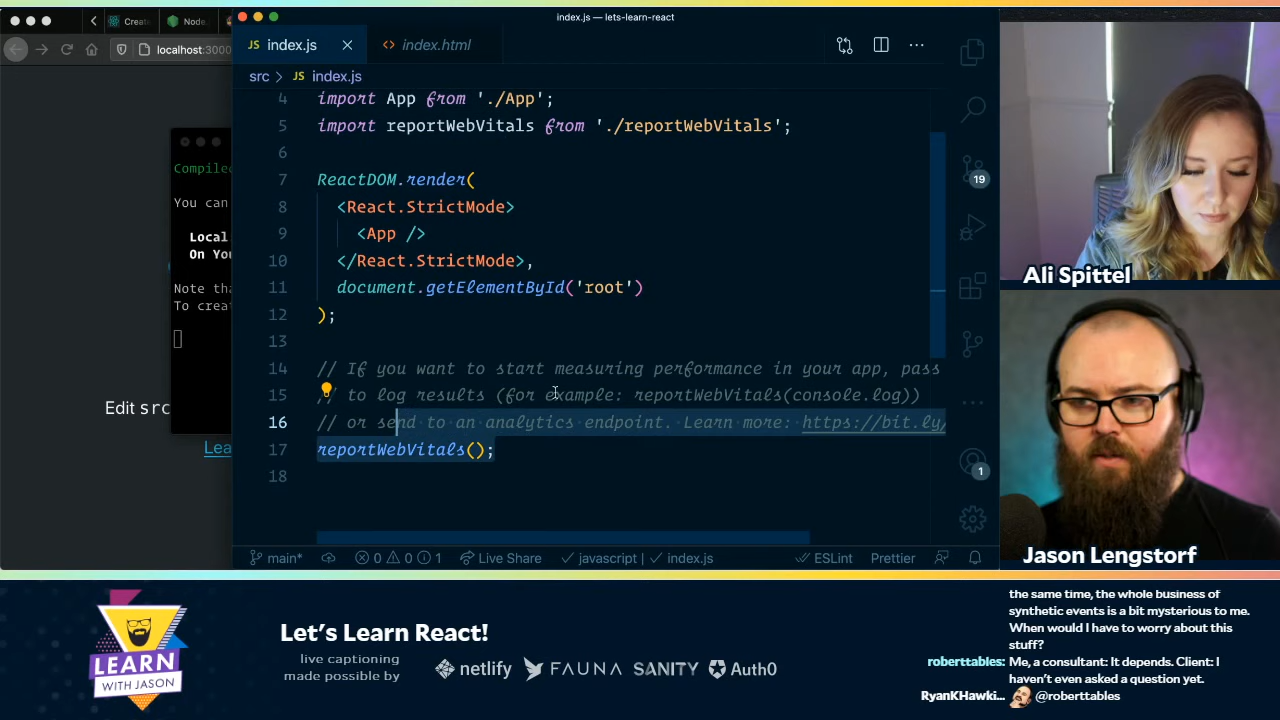 Create
Node.
localhost:3000
Compiled
You can
Local
On You
Note tha
To creat
Edit src
Lea
index.js — lets-learn-react
JS index.js
<> index.html
src > JS index.js
4 import App from './App';
5 import reportWebVitals from './reportWebVitals';
6
7 ReactDOM.render(
8 <React.StrictMode>
9 <App />
10 </React.StrictMode>,
11 document.getElementById('root')
12 );
13
14 // If you want to start measuring performance in your app, pass
15 // to log results (for example: reportWebVitals(console.log))
16 // or send to an analytics endpoint. Learn more: https://bit.ly/
17 reportWebVitals();
18
19
1
main* 0 0 1 Live Share javascript | index.js ESLint Prettier
Ali Spittel
Jason Lengstorf
LEARN
WITH JASON
Let's Learn React!
live captioning
made possible by
netlify FAUNA SANITY Auth0
the same time, the whole business of
synthetic events is a bit mysterious to me.
When would I have to worry about this
stuff?
roberttables: Me, a consultant: It depends. Client: I
haven't even asked a question yet.
RyanKHawki... @roberttables